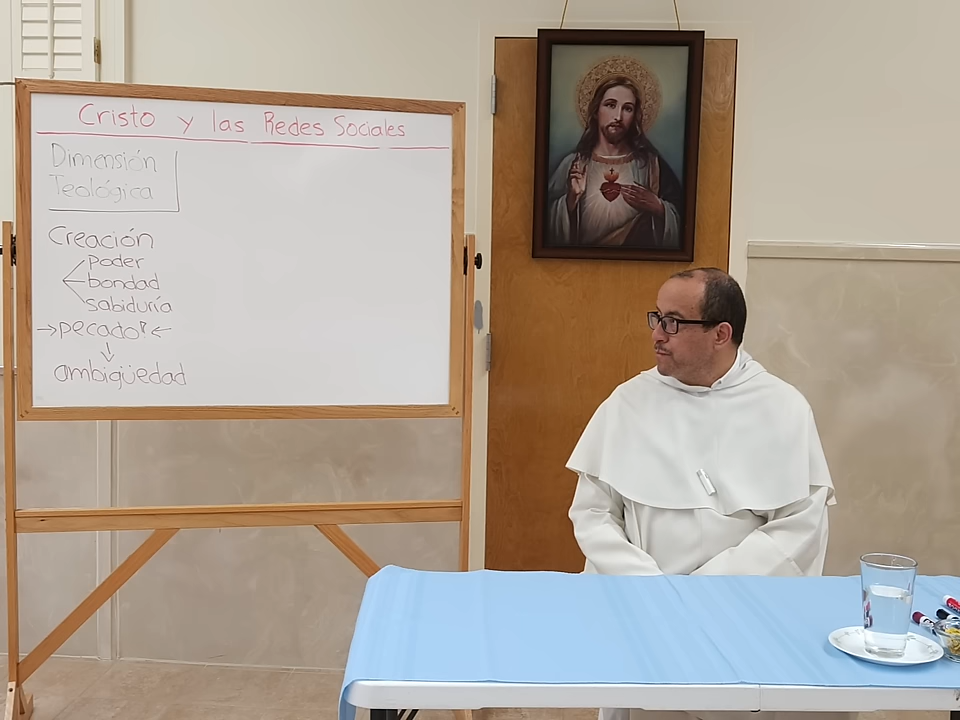 Cristo y las Redes Sociales
Dimensión
Teológica
Creación
poder
bondad
sabiduría
→pecado?←
ambigüedad